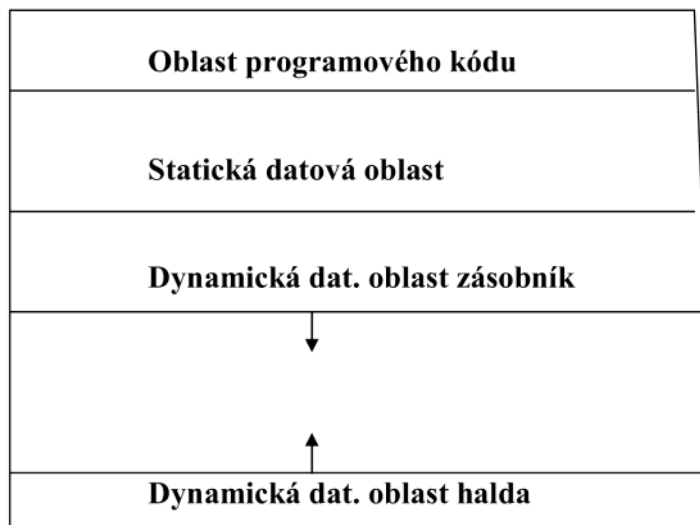 Oblast programového kódu
Statická datová oblast
Dynamická dat. oblast zásobník
Dynamická dat. oblast halda